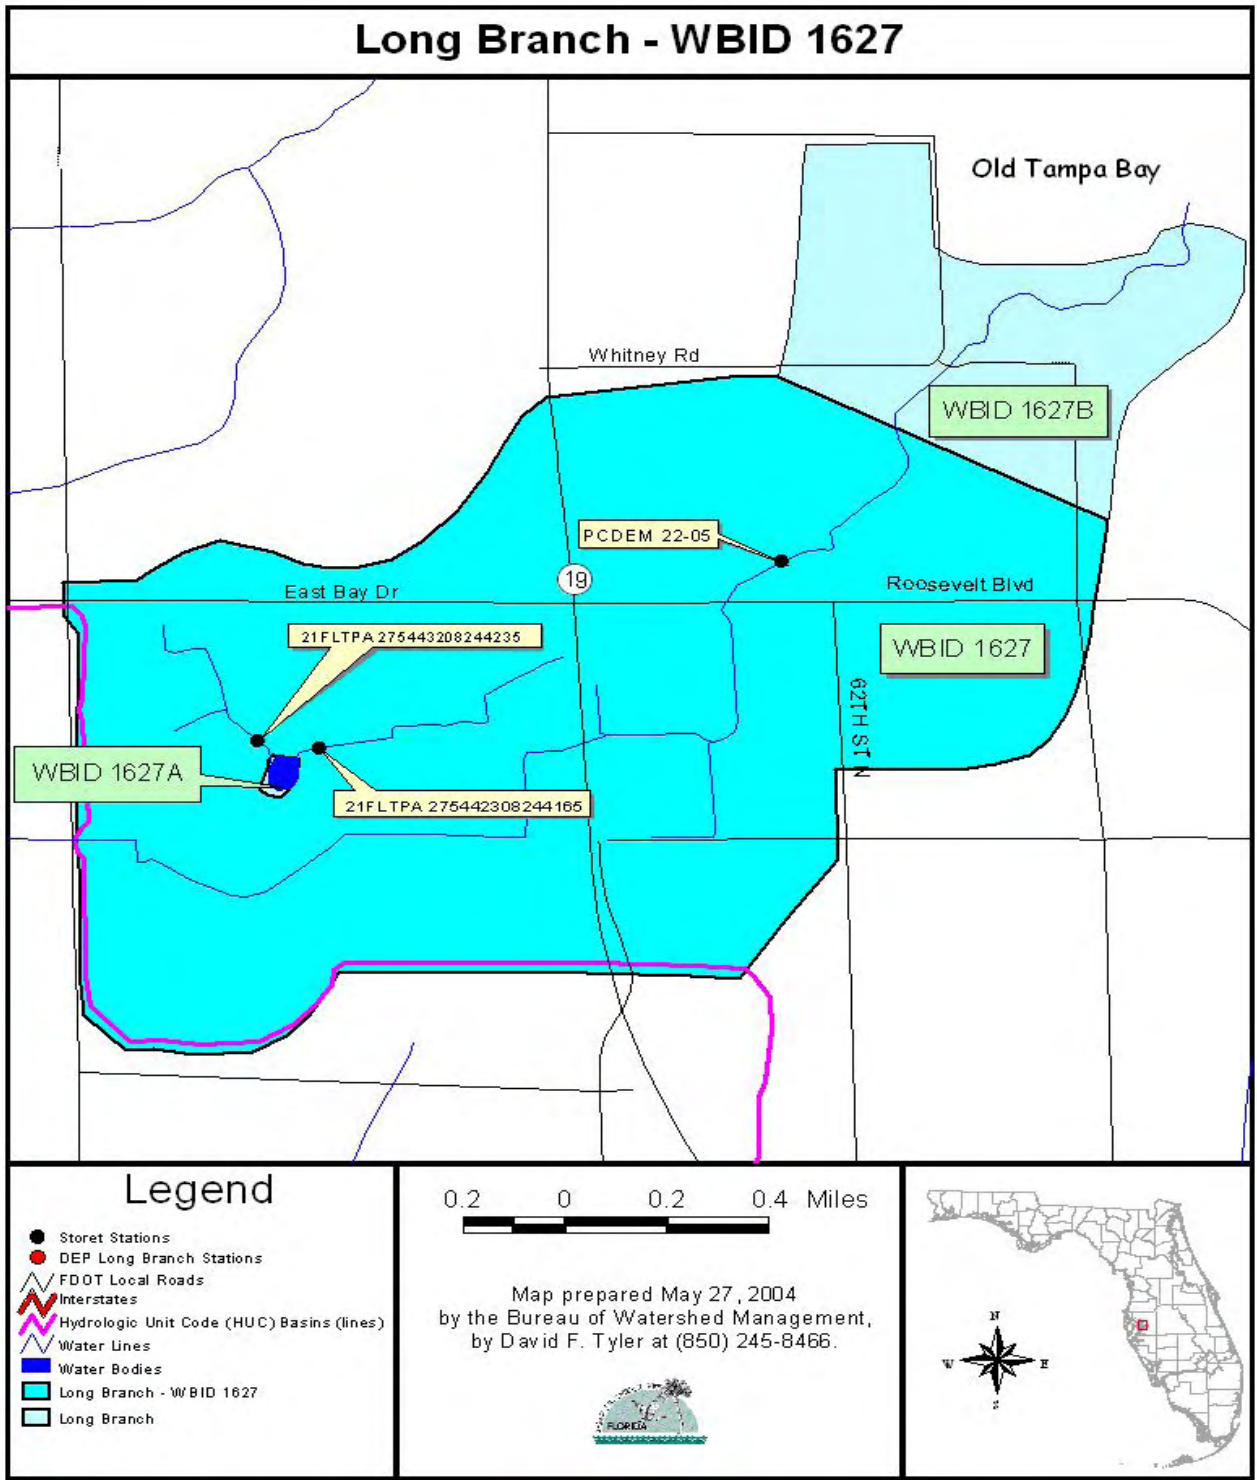 Long Branch - WBID 1627
Old Tampa Bay
Whitney Rd
WBID 1627B
PCDEM 22-05
19
East Bay Dr
Roosevelt Blvd
21FLTPA 275443208244235
WBID 1627
62TH ST N
WBID 1627A
21FLTPA 275442308244165
Legend
Storet Stations
DEP Long Branch Stations
FDOT Local Roads
Interstates
Hydrologic Unit Code (HUC) Basins (lines)
Water Lines
Water Bodies
Long Branch - WBID 1627
Long Branch
0.2 0 0.2 0.4 Miles
Map prepared May 27, 2004
by the Bureau of Watershed Management,
by David F. Tyler at (850) 245-8466.
FLORIDA
N
W E
S